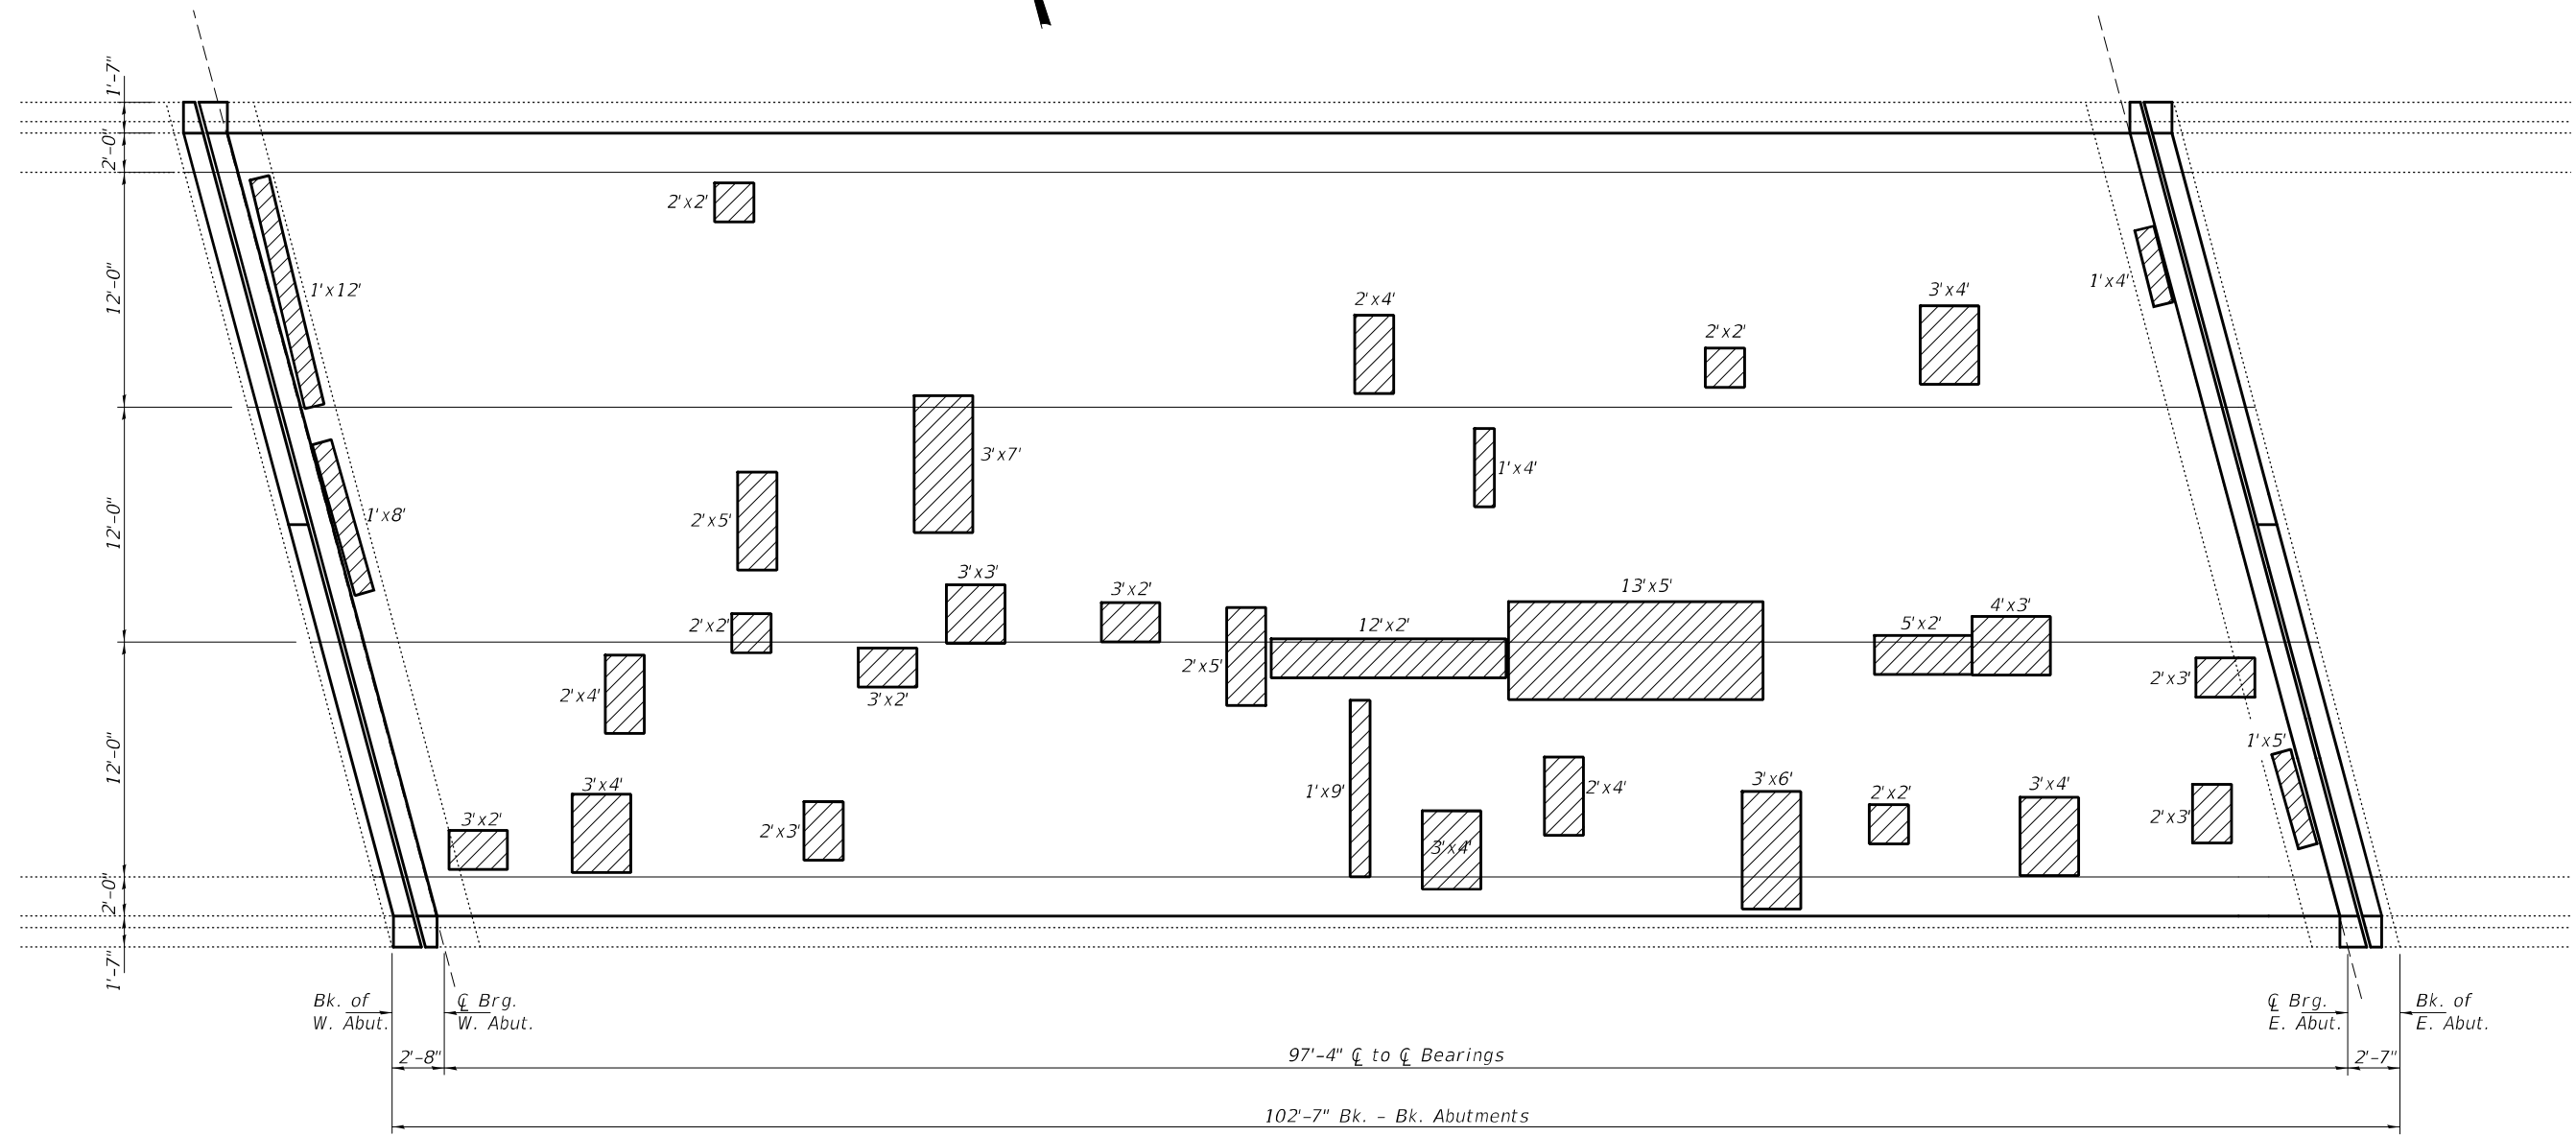 1'-7"
2'-0"
12'-0"
12'-0"
12'-0"
2'-0"
1'-7"
2'x2'
1'x12'
1'x4'
2'x4'
3'x4'
2'x2'
3'x7'
1'x4'
1'x8'
2'x5'
3'x3'
3'x2'
13'x5'
4'x3'
2'x2'
12'x2'
5'x2'
2'x5'
2'x3'
2'x4'
3'x2'
1'x5'
3'x4'
3'x6'
3'x4'
1'x9'
2'x4'
2'x2'
3'x2'
2'x3'
2'x3'
3'x4'
Bk. of
W. Abut.
℄ Brg.
W. Abut.
℄ Brg.
E. Abut.
Bk. of
E. Abut.
2'-8"
97'-4" ℄ to ℄ Bearings
2'-7"
102'-7" Bk. - Bk. Abutments